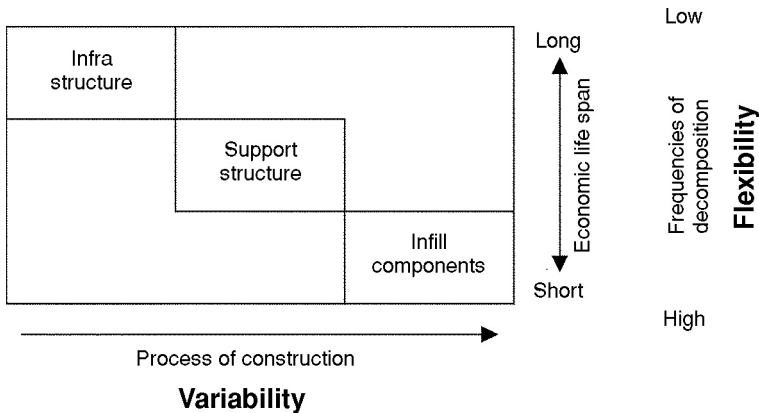 Infra
structure
Support
structure
Infill
components
Long
Economic life span
Short
Low
Frequencies of
decomposition
Flexibility
High
Process of construction
Variability